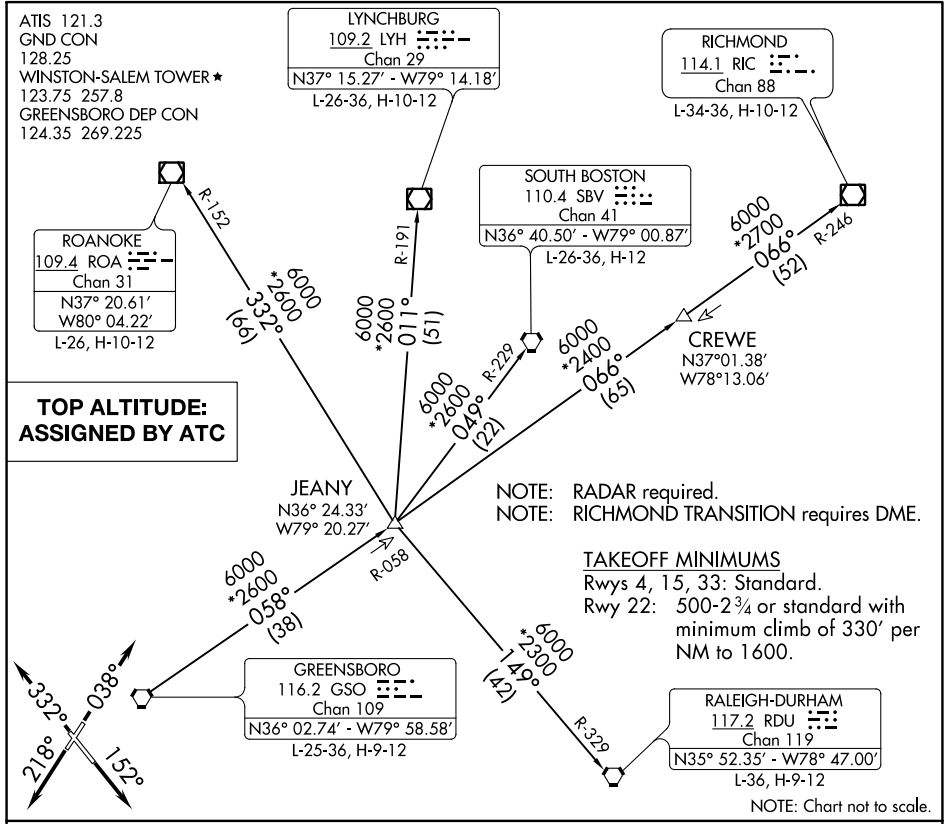 ATIS 121.3
GND CON
128.25
WINSTON-SALEM TOWER ★
123.75 257.8
GREENSBORO DEP CON
124.35 269.225
LYNCHBURG
109.2 LYH
Chan 29
N37° 15.27' - W79° 14.18'
L-26-36, H-10-12
RICHMOND
114.1 RIC
Chan 88
L-34-36, H-10-12
SOUTH BOSTON
110.4 SBV
Chan 41
N36° 40.50' - W79° 00.87'
L-26-36, H-12
ROANOKE
109.4 ROA
Chan 31
N37° 20.61'
W80° 04.22'
L-26, H-10-12
R-152
6000
*2600
332°
(66)
R-191
6000
*2600
011°
(51)
R-229
6000
*2600
049°
(22)
6000
*2400
066°
(65)
R-246
6000
*2700
066°
(52)
CREWE
N37°01.38'
W78°13.06'
TOP ALTITUDE:
ASSIGNED BY ATC
JEANY
N36° 24.33'
W79° 20.27'
R-058
6000
*2600
058°
(38)
NOTE: RADAR required.
NOTE: RICHMOND TRANSITION requires DME.
TAKEOFF MINIMUMS
Rwys 4, 15, 33: Standard.
Rwy 22: 500-2¾ or standard with
minimum climb of 330' per
NM to 1600.
6000
*2300
149°
(42)
R-329
GREENSBORO
116.2 GSO
Chan 109
N36° 02.74' - W79° 58.58'
L-25-36, H-9-12
RALEIGH-DURHAM
117.2 RDU
Chan 119
N35° 52.35' - W78° 47.00'
L-36, H-9-12
332°
038°
218°
152°
NOTE: Chart not to scale.